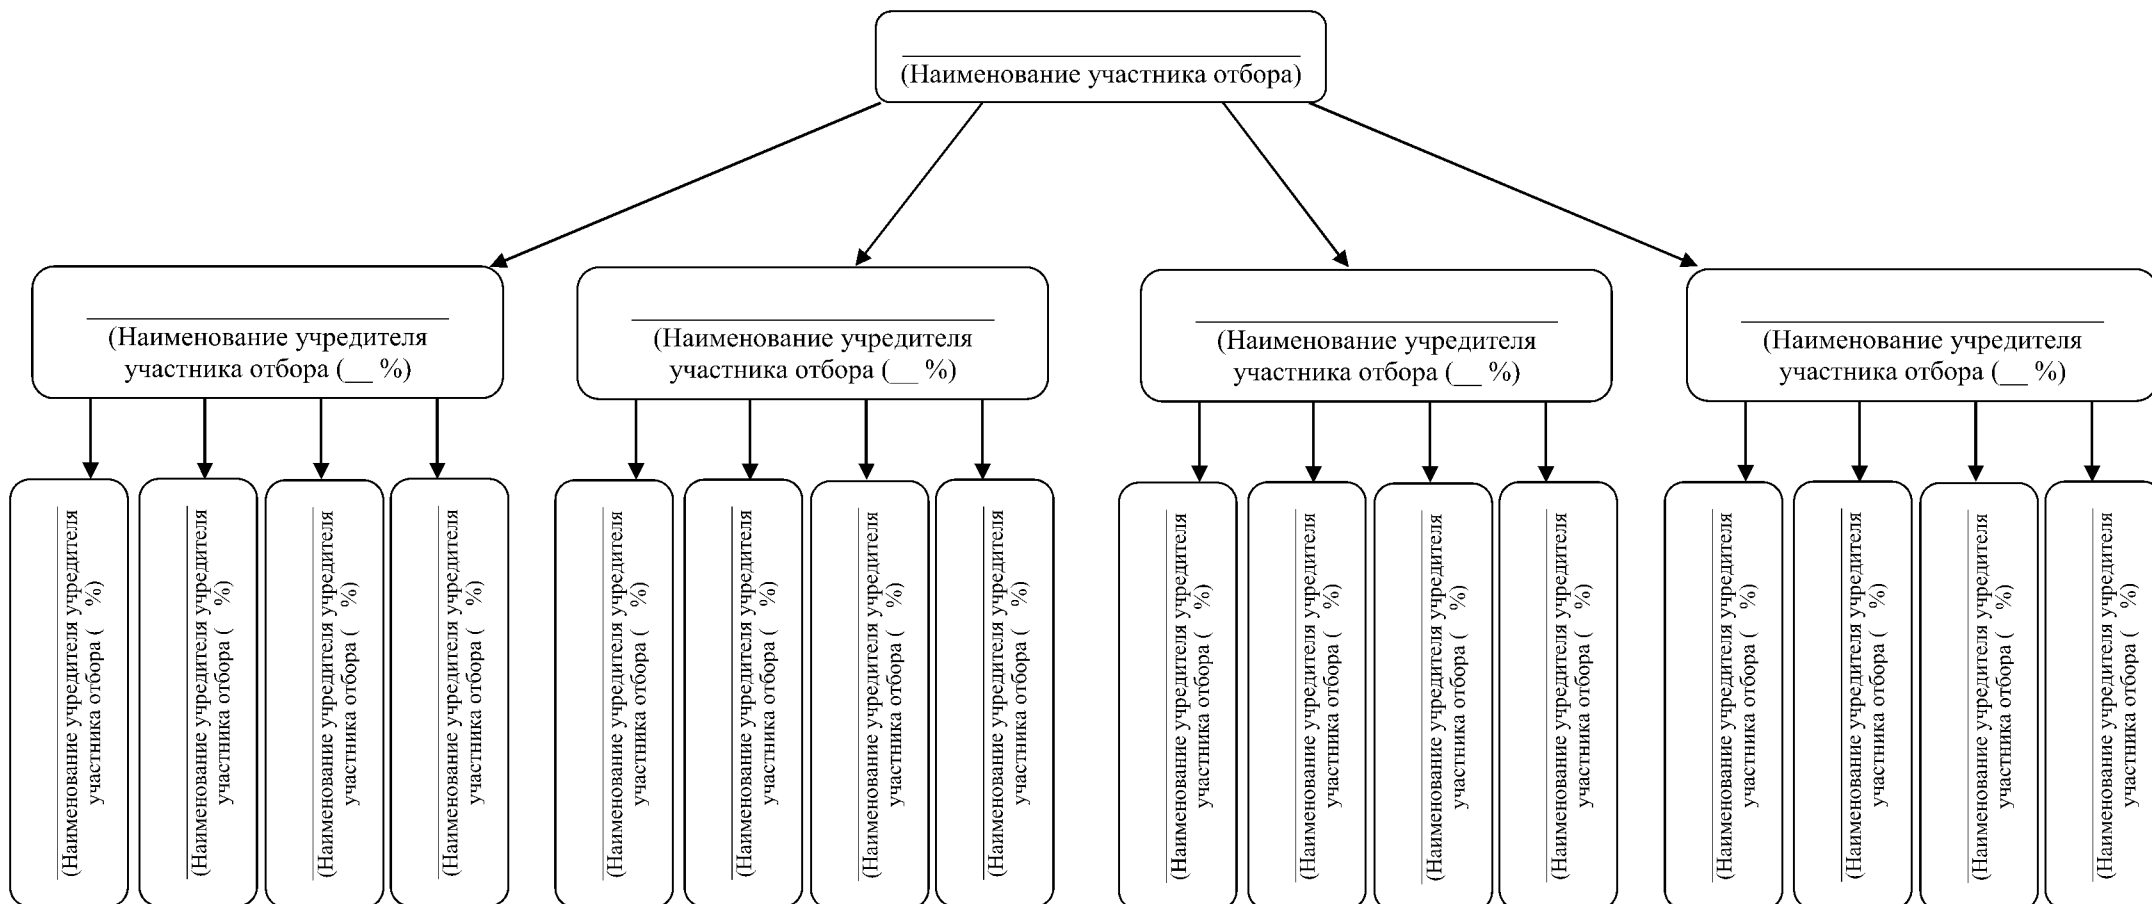 (Наименование участника отбора)
(Наименование учредителя
участника отбора (__ %)
(Наименование учредителя
участника отбора (__ %)
(Наименование учредителя
участника отбора (__ %)
(Наименование учредителя
участника отбора (__ %)
(Наименование учредителя учредителя
участника отбора ( %)
(Наименование учредителя учредителя
участника отбора ( %)
(Наименование учредителя учредителя
участника отбора ( %)
(Наименование учредителя учредителя
участника отбора ( %)
(Наименование учредителя учредителя
участника отбора ( %)
(Наименование учредителя учредителя
участника отбора ( %)
(Наименование учредителя учредителя
участника отбора ( %)
(Наименование учредителя учредителя
участника отбора ( %)
(Наименование учредителя учредителя
участника отбора ( %)
(Наименование учредителя учредителя
участника отбора ( %)
(Наименование учредителя учредителя
участника отбора ( %)
(Наименование учредителя учредителя
участника отбора ( %)
(Наименование учредителя учредителя
участника отбора ( %)
(Наименование учредителя учредителя
участника отбора ( %)
(Наименование учредителя учредителя
участника отбора ( %)
(Наименование учредителя учредителя
участника отбора ( %)